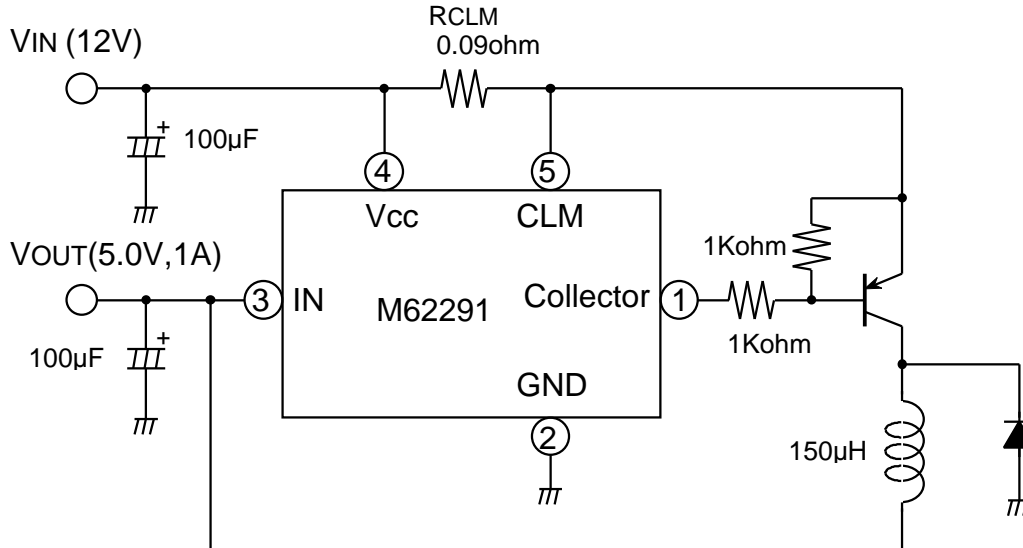 RCLM
VIN (12V)
0.09ohm
+
100µF
4
5
Vcc
CLM
VOUT(5.0V,1A)
1Kohm
3
IN
M62291
Collector
1
+
100µF
1Kohm
GND
2
150µH